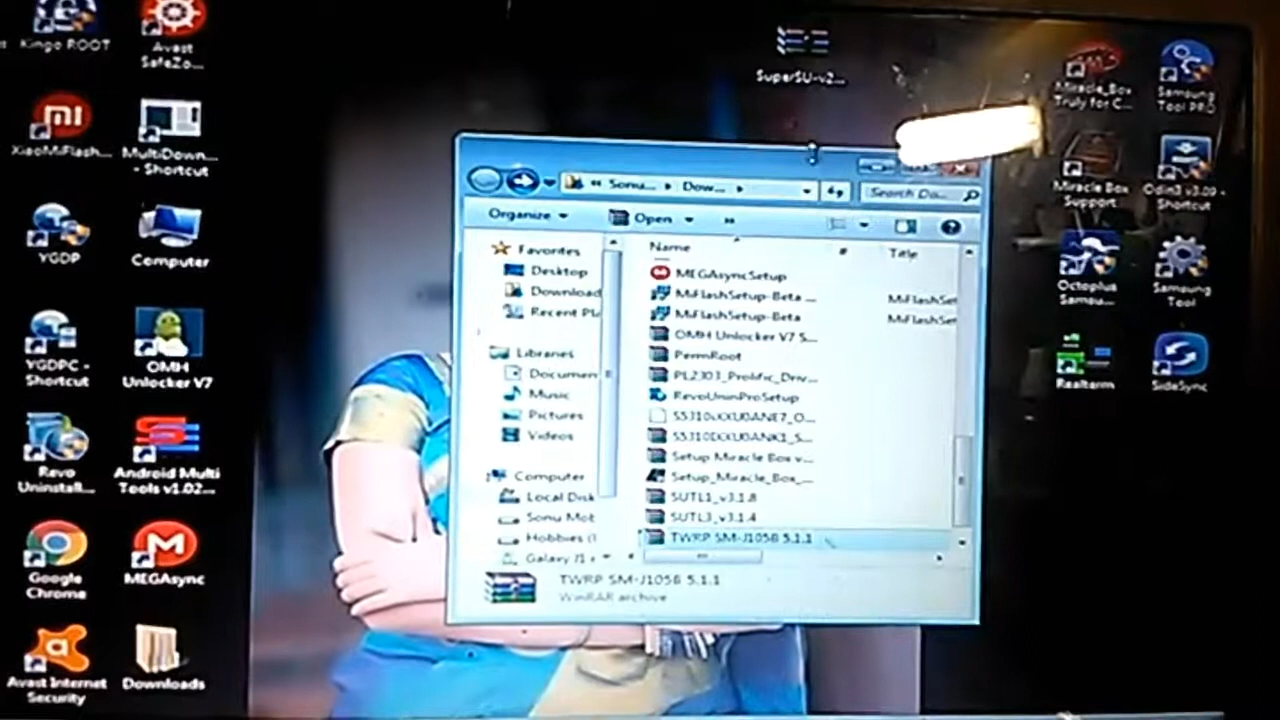 Kingo ROOT
Avast
SafeZo...
XiaoMiFlash...
MultiDown...
- Shortcut
YGDP
Computer
YGDPC -
Shortcut
OMH
Unlocker V7
Revo
Uninstall...
Android Multi
Tools v1.02...
Google
Chrome
MEGAsync
Avast Internet
Security
Downloads
SuperSU-v2...
Sonu...
Dow...
Search Do...
Organize
Open
Name
#
Title
Favorites
Desktop
Download
Recent Pl
Libraries
Documen
Music
Pictures
Videos
Computer
Local Disk
Sonu Mob
Hobbies (
Galaxy J1
MEGAsyncSetup
MiFlashSetup-Beta ...
MiFlashSet
MiFlashSetup-Beta
MiFlashSet
OMH Unlocker V7 S...
PermRoot
PL2303_Prolific_Driv...
RevoUninProSetup
Setup Miracle Box v...
Setup_Miracle_Box_...
SUTL1_v3.1.8
SUTL3_v3.1.4
TWRP SM-J105B 5.1.1
TWRP SM-J105B 5.1.1
WinRAR archive
Miracle_Box
Truly for C...
Samsung
Tool PRO
Miracle Box
Support
Odin3 v3.09 -
Shortcut
Octoplus
Samsu...
Samsung
Tool
Realterm
SideSync